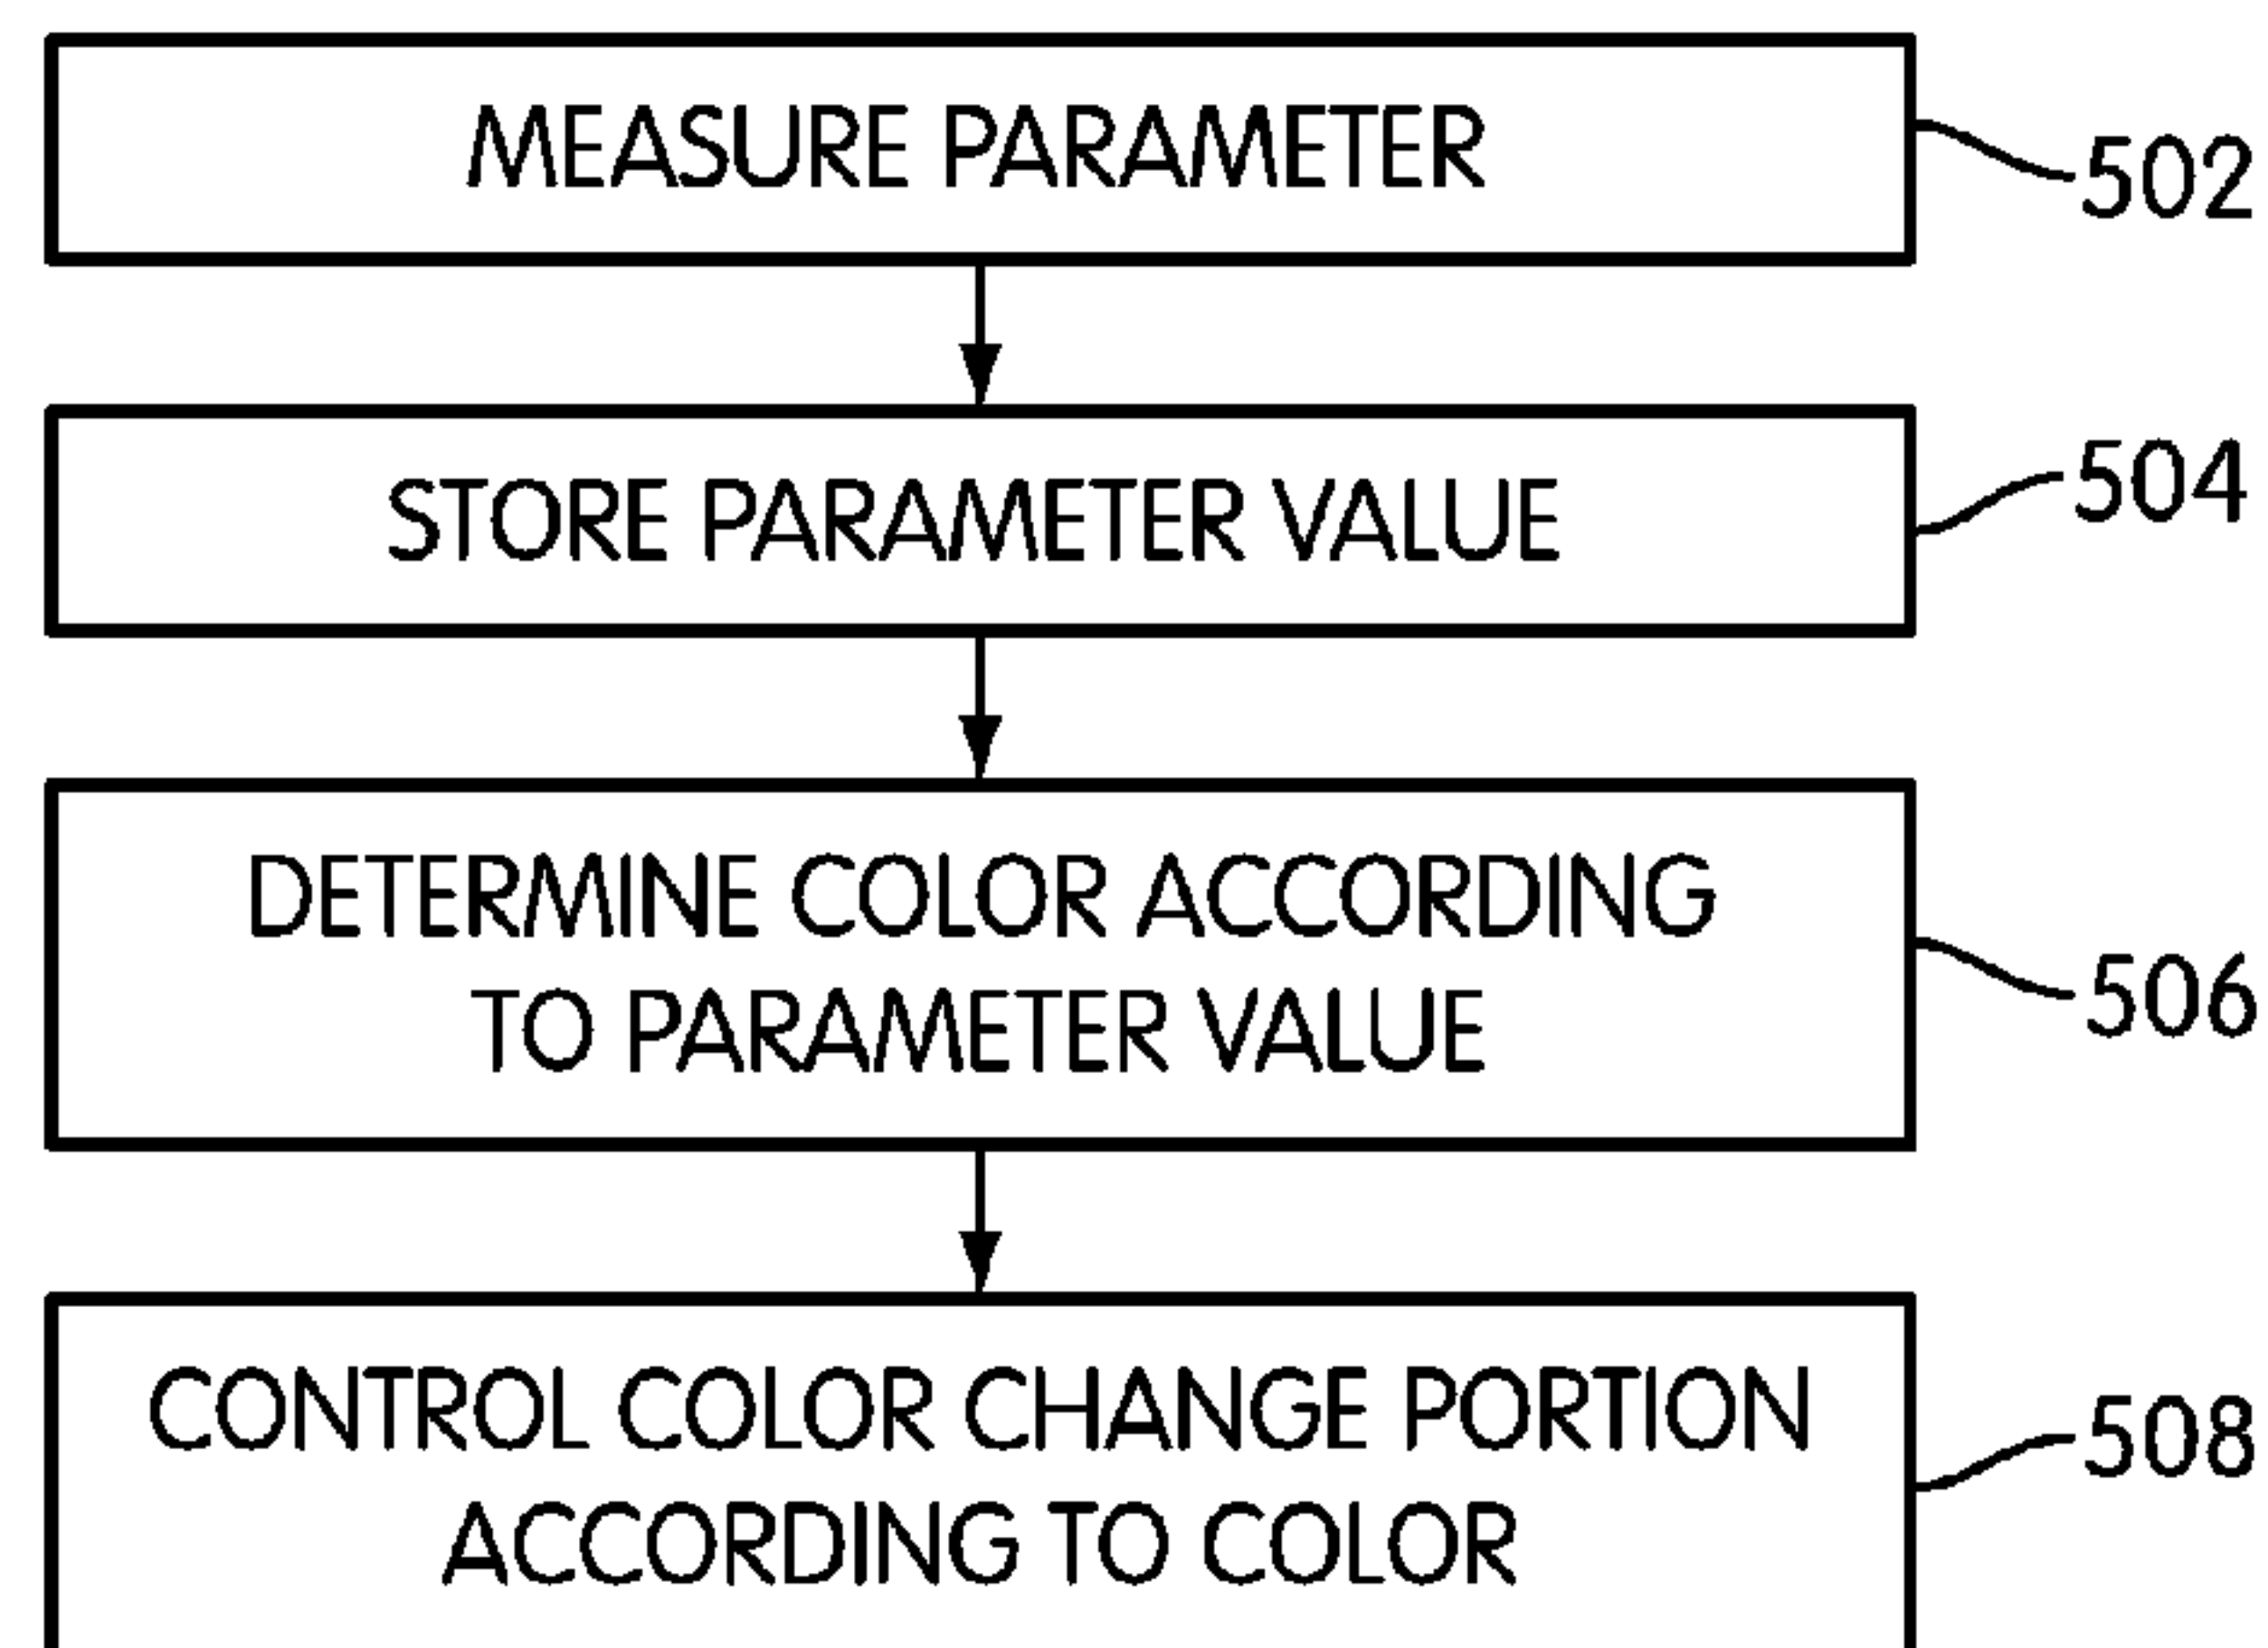 MEASURE PARAMETER
502
STORE PARAMETER VALUE
504
DETERMINE COLOR ACCORDING
TO PARAMETER VALUE
506
CONTROL COLOR CHANGE PORTION
ACCORDING TO COLOR
508